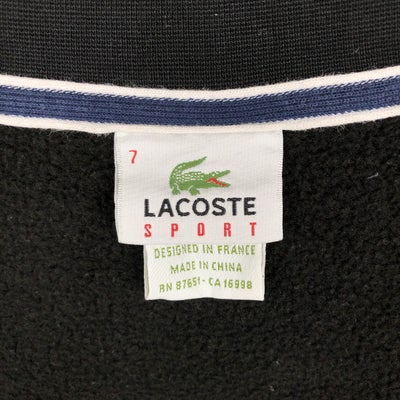 7
LACOSTE
SPORT
DESIGNED IN FRANCE
MADE IN CHINA
RN 87651 - CA 16998